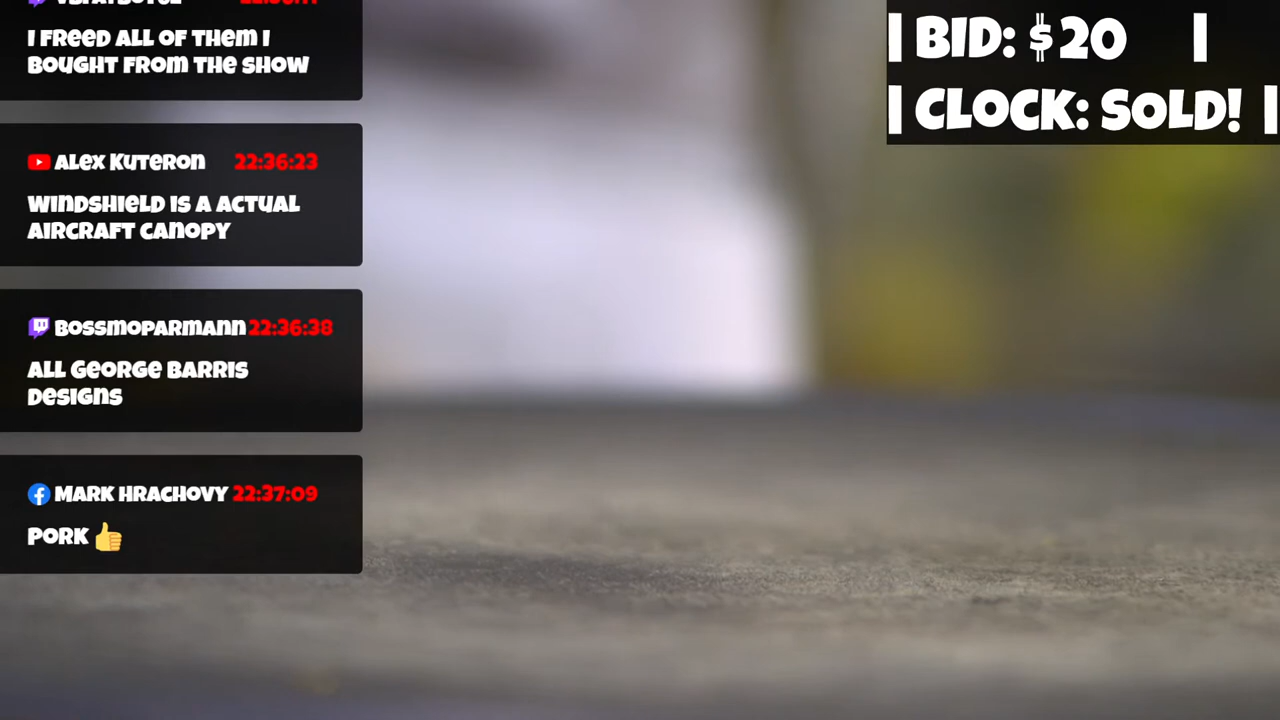 I FREED ALL OF THEM I
BOUGHT FROM THE SHOW
ALEX KUTERON 22:36:23
WINDSHIELD IS A ACTUAL
AIRCRAFT CANOPY
BOSSMOPARMANN 22:36:38
ALL GEORGE BARRIS
DESIGNS
MARK HRACHOVY 22:37:09
PORK 👍
| BID: $20 |
| CLOCK: SOLD! |